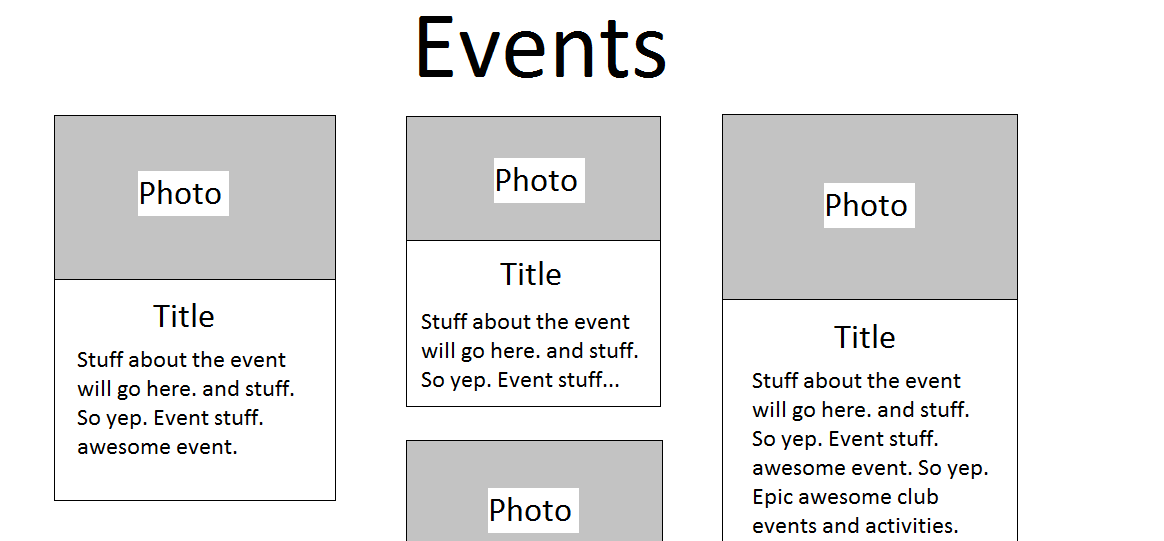 Events
Photo
Title
Stuff about the event
will go here. and stuff.
So yep. Event stuff.
awesome event.
Photo
Title
Stuff about the event
will go here. and stuff.
So yep. Event stuff...
Photo
Photo
Title
Stuff about the event
will go here. and stuff.
So yep. Event stuff.
awesome event. So yep.
Epic awesome club
events and activities.